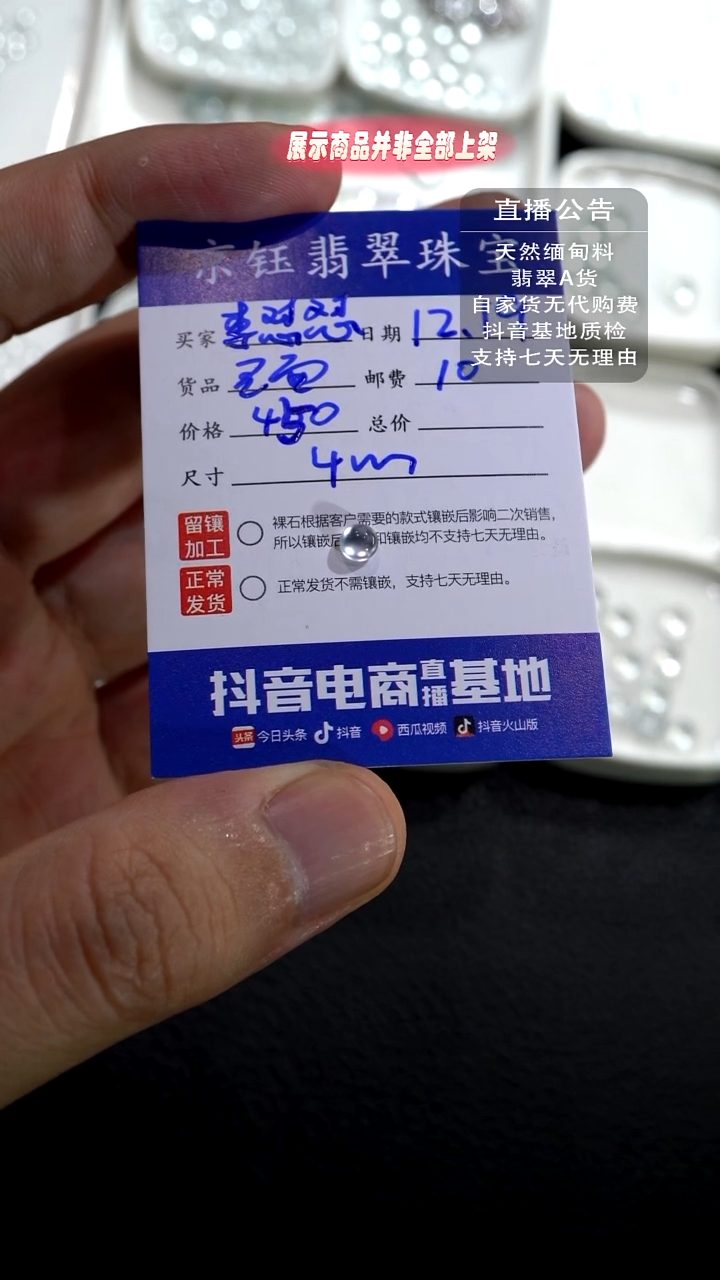 展示商品并非全部上架
直播公告
天然缅甸料
翡翠A货
自家货无代购费
抖音基地质检
支持七天无理由
京钰翡翠珠宝
买家 日期 12.
货品 蛋面 邮费 10
价格 450 总价
尺寸 4m
留镶加工 裸石根据客户需要的款式镶嵌后影响二次销售，
所以镶嵌后 和镶嵌均不支持七天无理由。
正常发货 正常发货不需镶嵌，支持七天无理由。
抖音电商直播基地
头条 今日头条 抖音 西瓜视频 抖音火山版